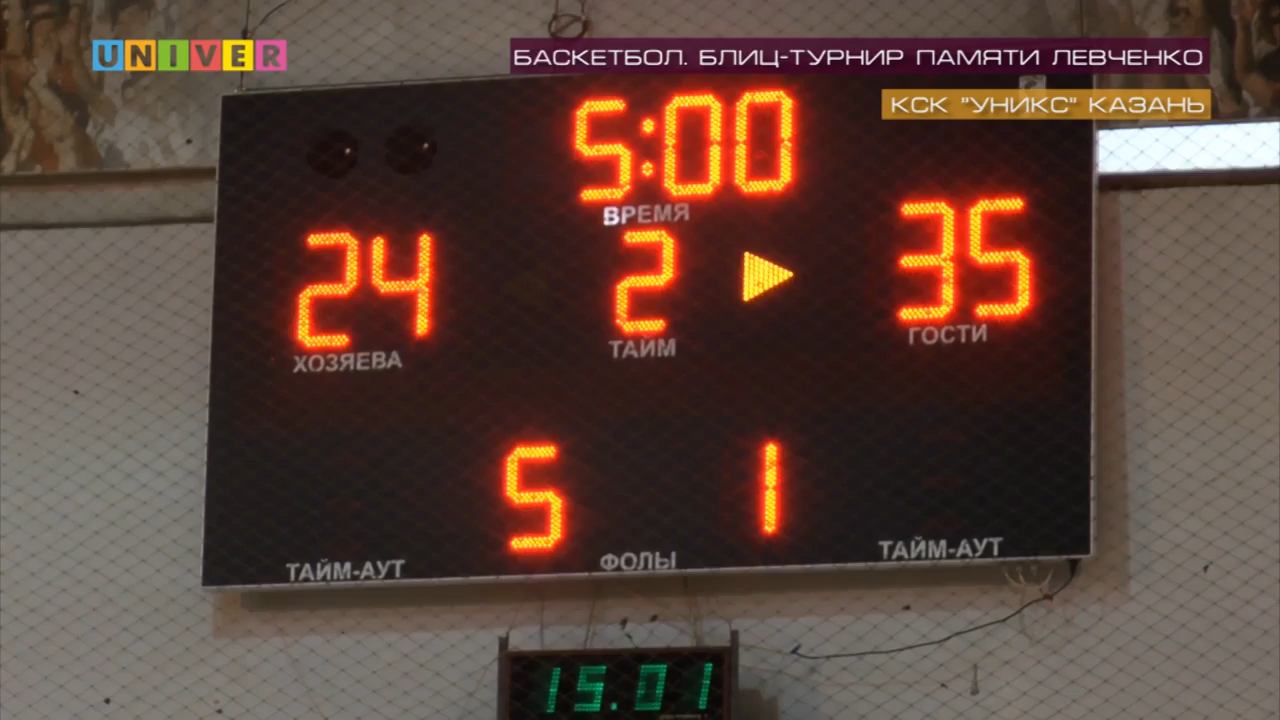 UNIVER
БАСКЕТБОЛ. БЛИЦ-ТУРНИР ПАМЯТИ ЛЕВЧЕНКО
КСК "УНИКС" КАЗАНЬ
5:00
ВРЕМЯ
24 2 35
ХОЗЯЕВА ТАЙМ ГОСТИ
5 1
ТАЙМ-АУТ ФОЛЫ ТАЙМ-АУТ
15.01